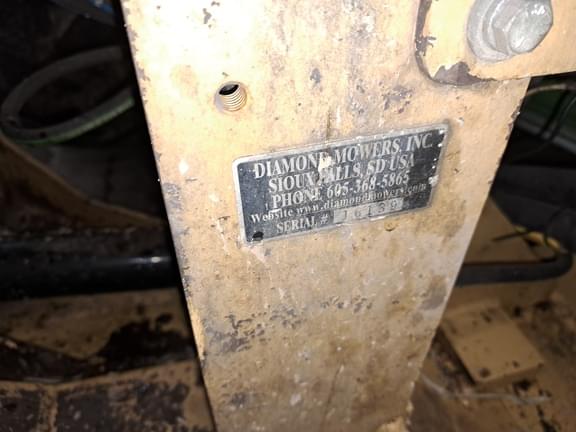 DIAMOND MOWERS, INC.
SIOUX FALLS, SD USA
PHONE 605-368-5865
Website www.diamondmowers.com
SERIAL #